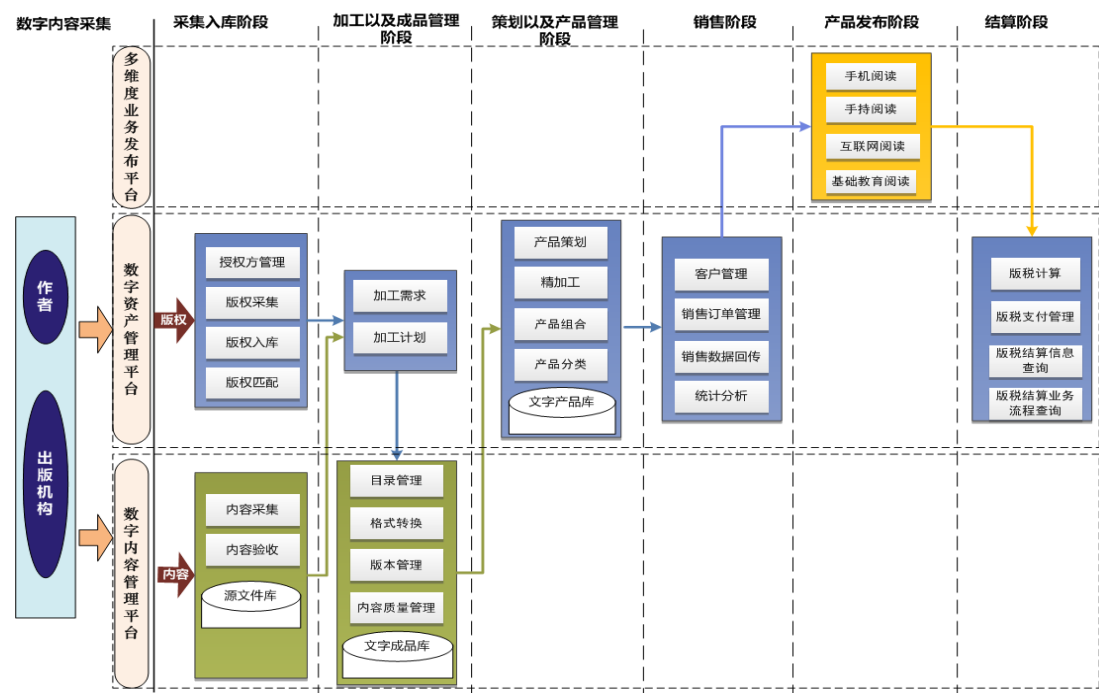 数字内容采集
采集入库阶段
加工以及成品管理
阶段
策划以及产品管理
阶段
销售阶段
产品发布阶段
结算阶段
多维度业务发布平台
手机阅读
手持阅读
互联网阅读
基础教育阅读
作者
出版机构
数字资产管理平台
版权
授权方管理
版权采集
版权入库
版权匹配
加工需求
加工计划
产品策划
精加工
产品组合
产品分类
文字产品库
客户管理
销售订单管理
销售数据回传
统计分析
版税计算
版税支付管理
版税结算信息
查询
版税结算业务
流程查询
数字内容管理平台
内容
内容采集
内容验收
源文件库
目录管理
格式转换
版本管理
内容质量管理
文字成品库